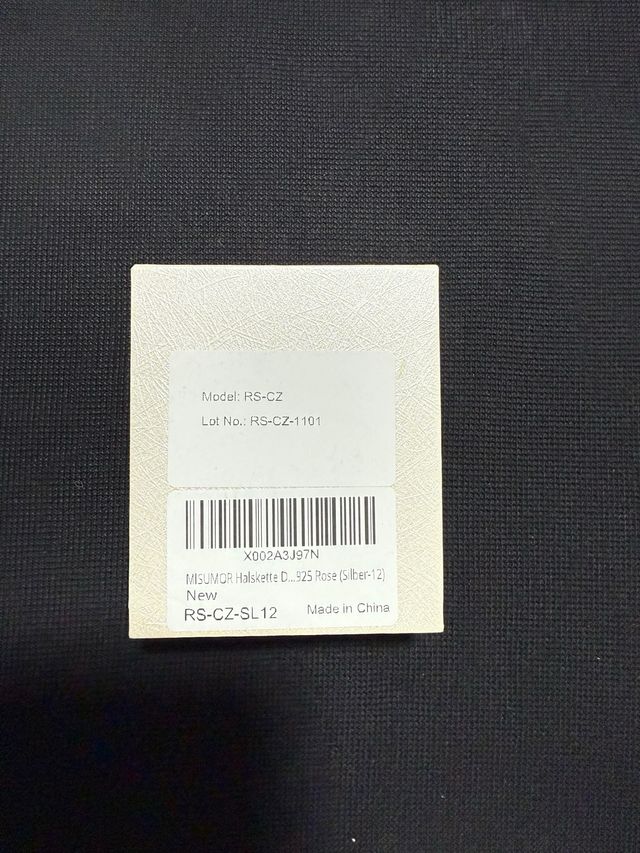 Model: RS-CZ
Lot No.: RS-CZ-1101
X002A3J97N
MISUMOR Halskette D...925 Rose (Silber-12)
New
RS-CZ-SL12 Made in China